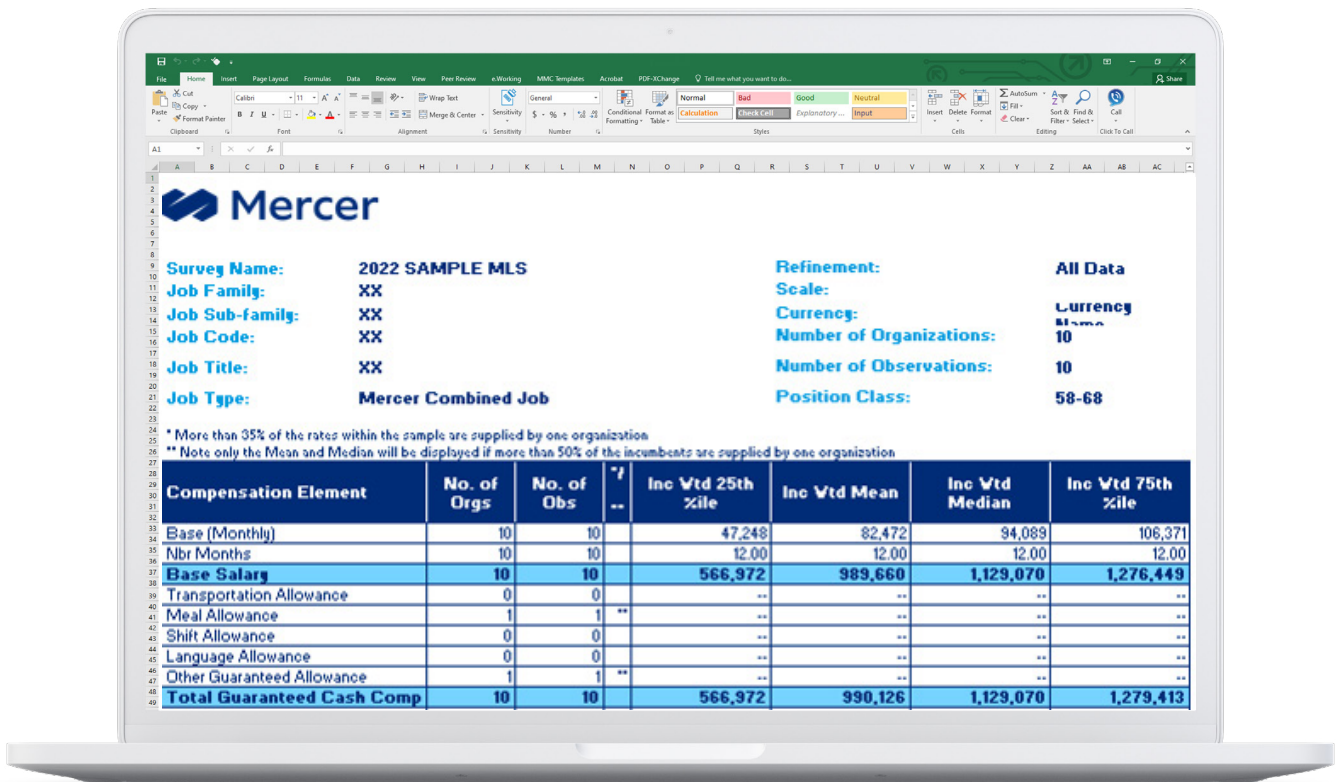 File Home Insert Page Layout Formulas Data Review View Peer Review e.Working MMC Templates Acrobat PDF-XChange Tell me what you want to do... Share
Cut
Copy
Format Painter
Paste
Calibri 11
B I U
Wrap Text
Merge & Center
Sensitivity
General
$ % ,
Conditional Formatting
Format as Table
Normal Bad Good Neutral
Calculation Check Cell Explanatory ... Input
Insert Delete Format
AutoSum
Fill
Clear
Sort & Filter
Find & Select
Call
Clipboard Font Alignment Sensitivity Number Styles Cells Editing Click To Call
A1 fx
A B C D E F G H I J K L M N O P Q R S T U V W X Y Z AA AB AC
Mercer
Survey Name: 2022 SAMPLE MLS Refinement: All Data
Job Family: XX Scale:
Job Sub-family: XX Currency: Currency Name
Job Code: XX Number of Organizations: 10
Job Title: XX Number of Observations: 10
Job Type: Mercer Combined Job Position Class: 58-68
* More than 35% of the rates within the sample are supplied by one organization
** Note only the Mean and Median will be displayed if more than 50% of the incumbents are supplied by one organization
Compensation Element No. of Orgs No. of Obs Inc Wtd 25th %ile Inc Wtd Mean Inc Wtd Median Inc Wtd 75th %ile
Base (Monthly) 10 10 47,248 82,472 94,089 106,371
Nbr Months 10 10 12.00 12.00 12.00 12.00
Base Salary 10 10 566,972 989,660 1,129,070 1,276,449
Transportation Allowance 0 0 -- -- -- --
Meal Allowance 1 1 ** -- -- -- --
Shift Allowance 0 0 -- -- -- --
Language Allowance 0 0 -- -- -- --
Other Guaranteed Allowance 1 1 ** -- -- -- --
Total Guaranteed Cash Comp 10 10 566,972 990,126 1,129,070 1,279,413